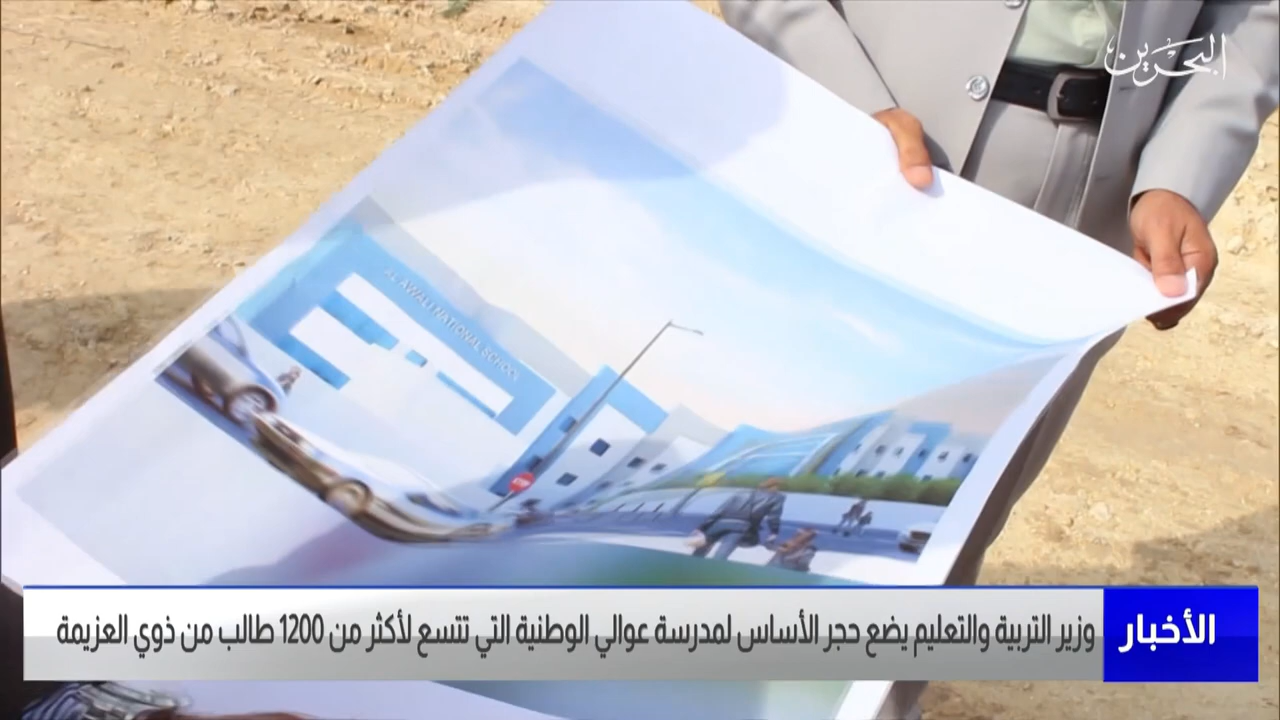 البحرين
AL AWALI NATIONAL SCHOOL
STOP
الأخبار
وزير التربية والتعليم يضع حجر الأساس لمدرسة عوالي الوطنية التي تتسع لأكثر من 1200 طالب من ذوي العزيمة